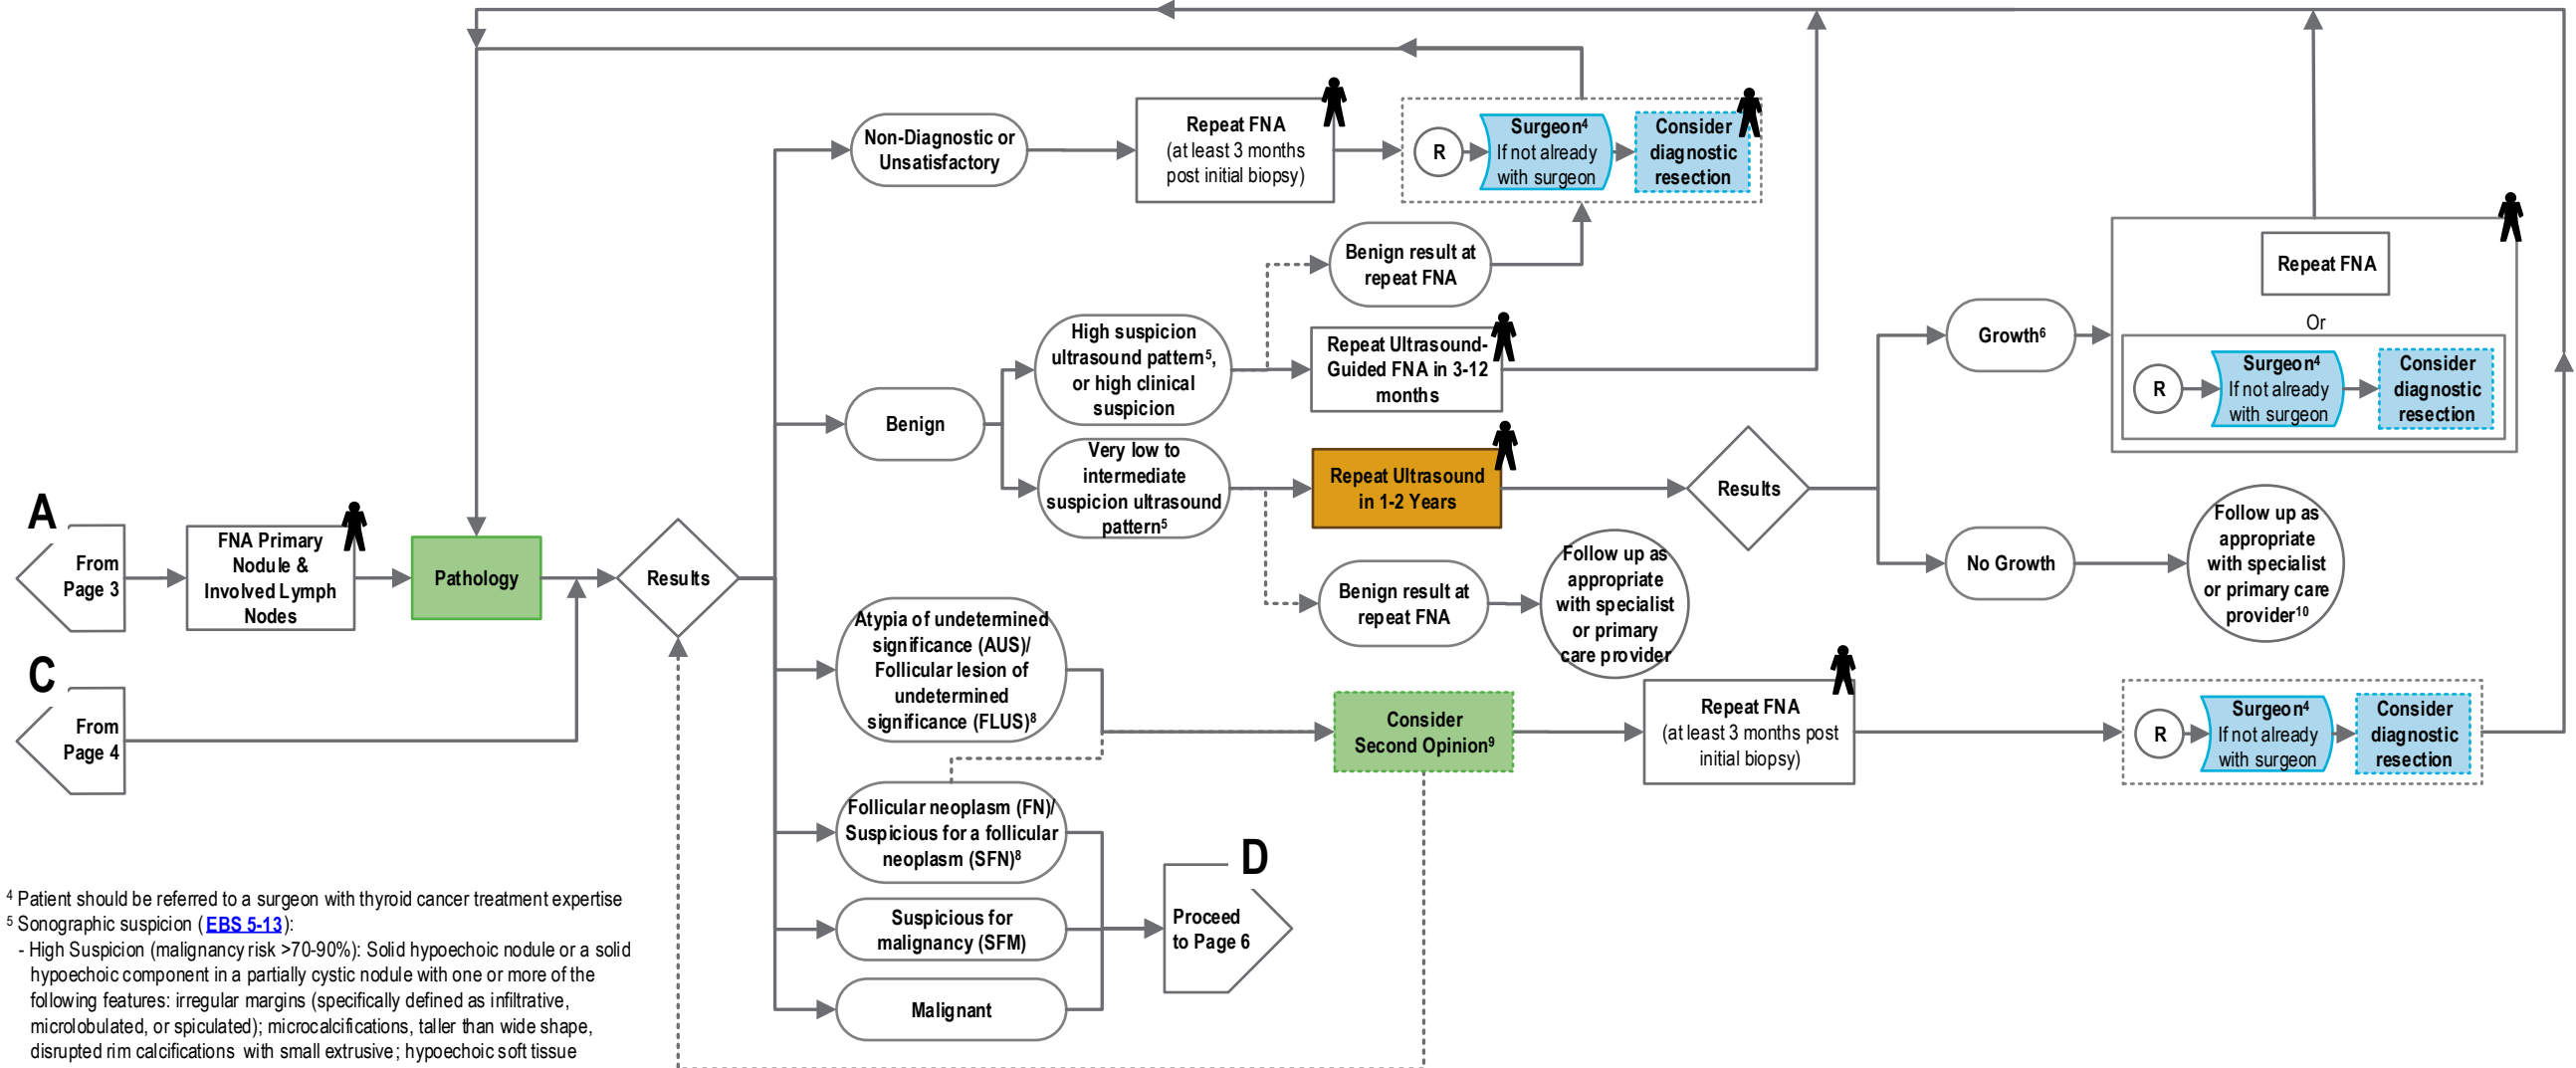 Non-Diagnostic or
Unsatisfactory
Repeat FNA
(at least 3 months
post initial biopsy)
R
Surgeon⁴
If not already
with surgeon
Consider
diagnostic
resection
Benign result at
repeat FNA
High suspicion
ultrasound pattern⁵,
or high clinical
suspicion
Repeat Ultrasound-
Guided FNA in 3-12
months
Benign
Very low to
intermediate
suspicion ultrasound
pattern⁵
Repeat Ultrasound
in 1-2 Years
Results
Growth⁶
Repeat FNA
Or
R
Surgeon⁴
If not already
with surgeon
Consider
diagnostic
resection
No Growth
Follow up as
appropriate
with specialist
or primary care
provider¹⁰
Benign result at
repeat FNA
Follow up as
appropriate
with specialist
or primary
care provider
A
From
Page 3
FNA Primary
Nodule &
Involved Lymph
Nodes
Pathology
Results
C
From
Page 4
Atypia of undetermined
significance (AUS)/
Follicular lesion of
undetermined
significance (FLUS)⁸
Consider
Second Opinion⁹
Repeat FNA
(at least 3 months post
initial biopsy)
R
Surgeon⁴
If not already
with surgeon
Consider
diagnostic
resection
Follicular neoplasm (FN)/
Suspicious for a follicular
neoplasm (SFN)⁸
Suspicious for
malignancy (SFM)
Malignant
D
Proceed
to Page 6
⁴ Patient should be referred to a surgeon with thyroid cancer treatment expertise
⁵ Sonographic suspicion (EBS 5-13):
- High Suspicion (malignancy risk >70-90%): Solid hypoechoic nodule or a solid
hypoechoic component in a partially cystic nodule with one or more of the
following features: irregular margins (specifically defined as infiltrative,
microlobulated, or spiculated); microcalcifications, taller than wide shape,
disrupted rim calcifications with small extrusive; hypoechoic soft tissue